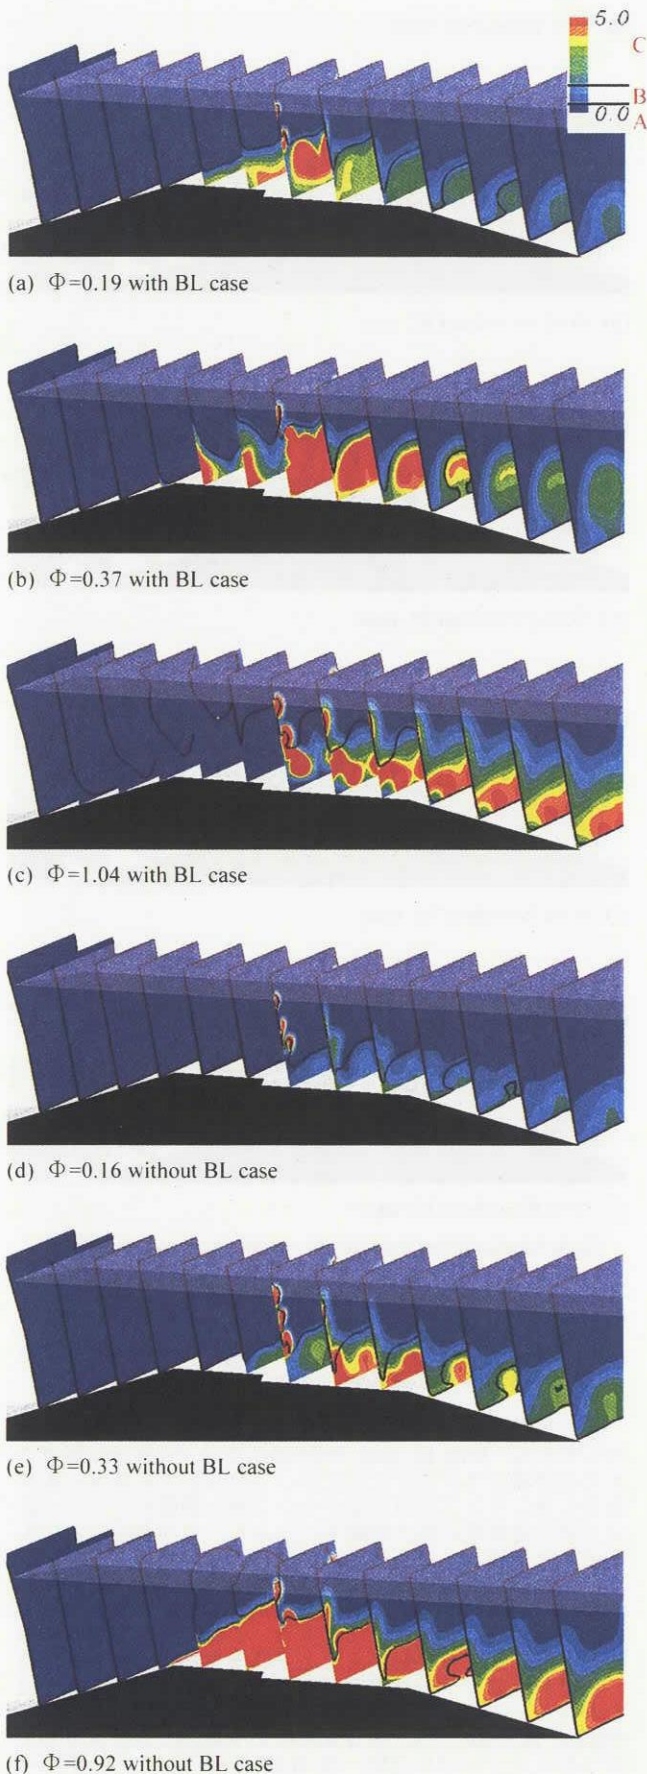 5.0
C
B
0.0
A
(a) Φ=0.19 with BL case
(b) Φ=0.37 with BL case
(c) Φ=1.04 with BL case
(d) Φ=0.16 without BL case
(e) Φ=0.33 without BL case
(f) Φ=0.92 without BL case